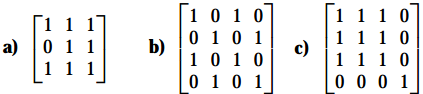 a) [1 1 1
0 1 1
1 1 1]
b) [1 0 1 0
0 1 0 1
1 0 1 0
0 1 0 1]
c) [1 1 1 0
1 1 1 0
1 1 1 0
0 0 0 1]